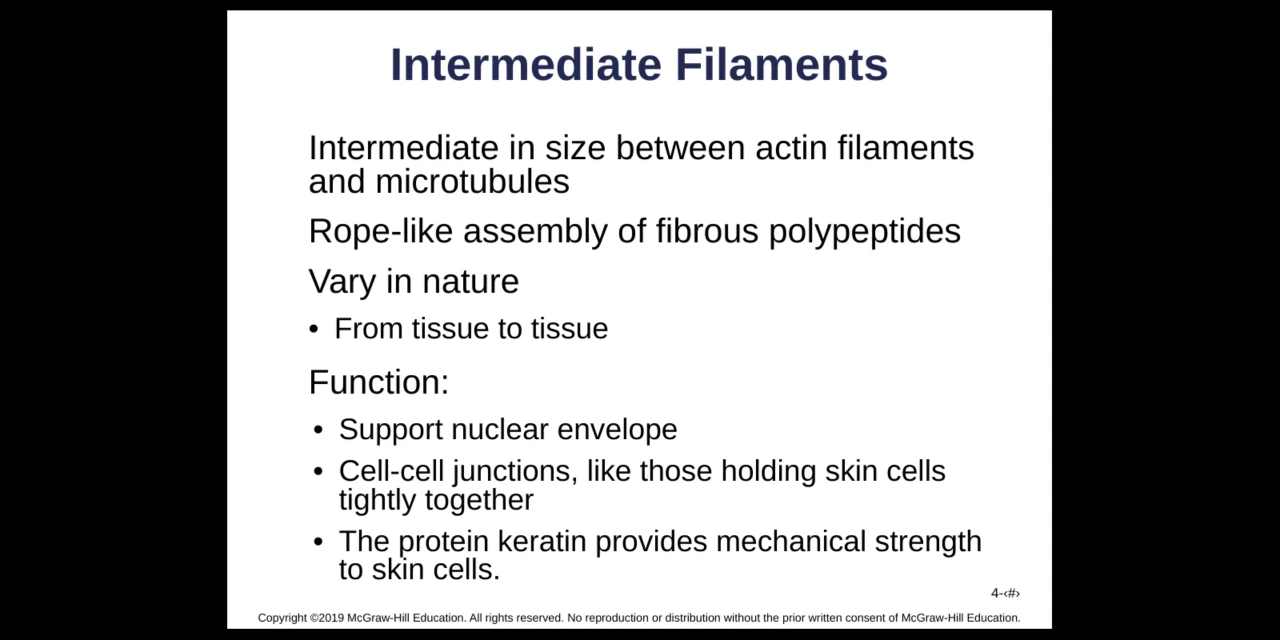 Intermediate Filaments
Intermediate in size between actin filaments
and microtubules
Rope-like assembly of fibrous polypeptides
Vary in nature
• From tissue to tissue
Function:
• Support nuclear envelope
• Cell-cell junctions, like those holding skin cells
tightly together
• The protein keratin provides mechanical strength
to skin cells.
4-‹#›
Copyright ©2019 McGraw-Hill Education. All rights reserved. No reproduction or distribution without the prior written consent of McGraw-Hill Education.